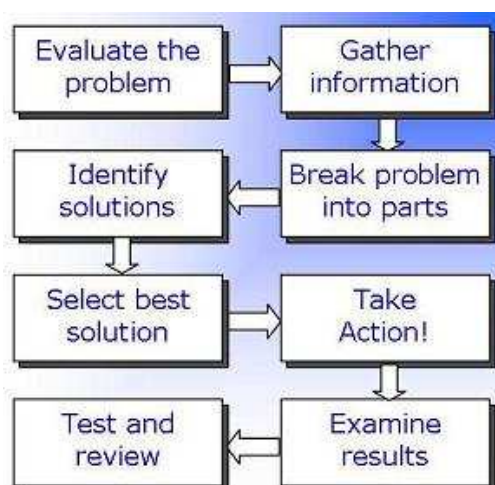 Evaluate the
problem
Gather
information
Break problem
into parts
Identify
solutions
Select best
solution
Take
Action!
Examine
results
Test and
review